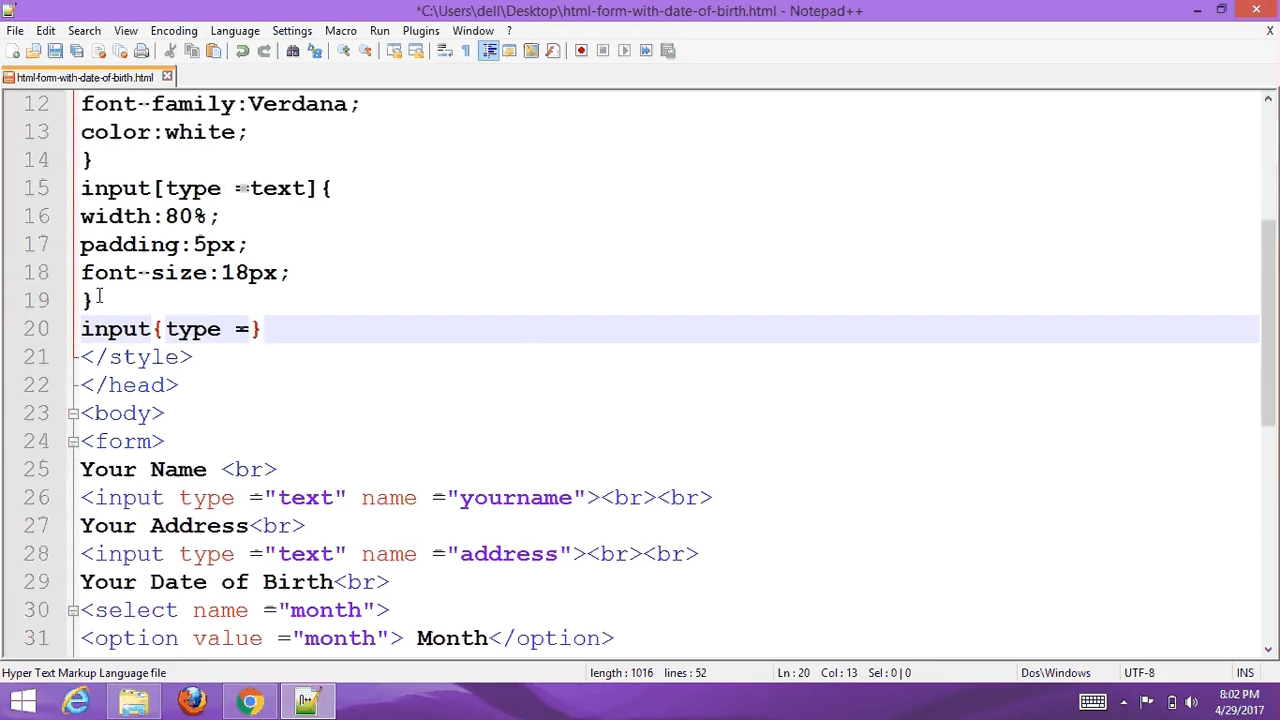 *C:\Users\dell\Desktop\html-form-with-date-of-birth.html - Notepad++
File Edit Search View Encoding Language Settings Macro Run Plugins Window ? X
html-form-with-date-of-birth.html
12 font-family:Verdana;
13 color:white;
14 }
15 input[type =text]{
16 width:80%;
17 padding:5px;
18 font-size:18px;
19 }
20 input{type =}
21 </style>
22 </head>
23 <body>
24 <form>
25 Your Name <br>
26 <input type ="text" name ="yourname"><br><br>
27 Your Address<br>
28 <input type ="text" name ="address"><br><br>
29 Your Date of Birth<br>
30 <select name ="month">
31 <option value ="month"> Month</option>
Hyper Text Markup Language file length : 1016 lines : 52 Ln : 20 Col : 13 Sel : 0 | 0 Dos\Windows UTF-8 INS
8:02 PM
4/29/2017